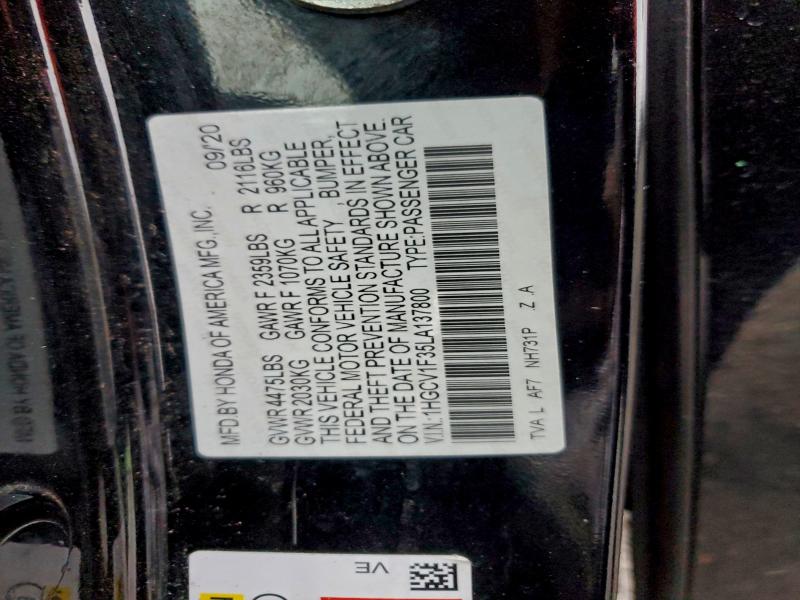 MFD BY HONDA OF AMERICA MFG., INC. 09/20
GVWR 4475LBS GAWR F 2359LBS R 2116LBS
GVWR 2030KG GAWR F 1070KG R 960KG
THIS VEHICLE CONFORMS TO ALL APPLICABLE
FEDERAL MOTOR VEHICLE SAFETY , BUMPER,
AND THEFT PREVENTION STANDARDS IN EFFECT
ON THE DATE OF MANUFACTURE SHOWN ABOVE.
V.I.N.:1HGCV1F35LA137800 TYPE:PASSENGER CAR
TVA L AF7 NH731P Z A
VE